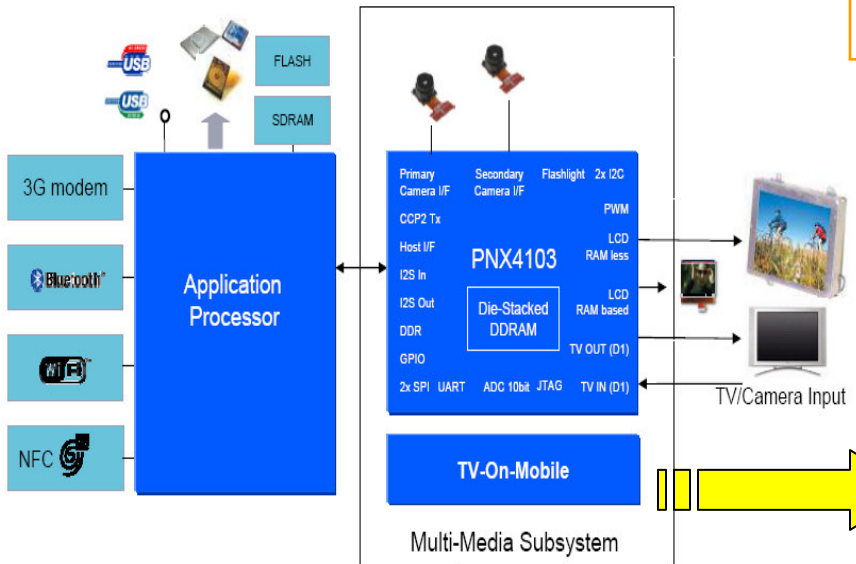 USB
USB
FLASH
SDRAM
3G modem
Bluetooth
Wi Fi
NFC
Application
Processor
Primary
Camera I/F
Secondary
Camera I/F
Flashlight
2x I2C
CCP2 Tx
PWM
Host I/F
LCD
RAM less
I2S In
PNX4103
I2S Out
Die-Stacked
DDRAM
LCD
RAM based
DDR
TV OUT (D1)
GPIO
2x SPI
UART
ADC 10bit
JTAG
TV IN (D1)
TV/Camera Input
TV-On-Mobile
Multi-Media Subsystem